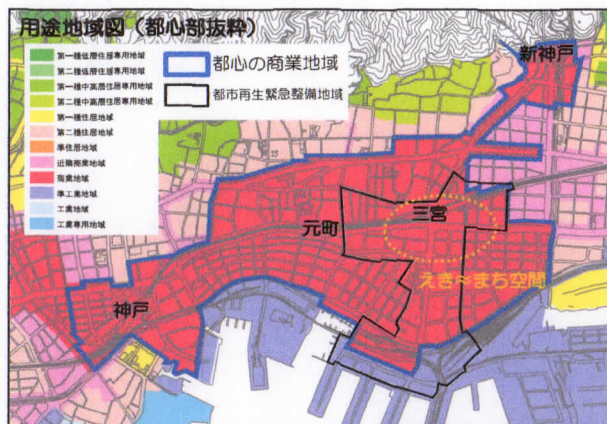 用途地域図（都心部抜粋）
第一種低層住居専用地域
第二種低層住居専用地域
第一種中高層住居専用地域
第二種中高層住居専用地域
第一種住居地域
第二種住居地域
準住居地域
近隣商業地域
商業地域
準工業地域
工業地域
工業専用地域
都心の商業地域
都市再生緊急整備地域
新神戸
三宮
元町
えき～まち空間
神戸